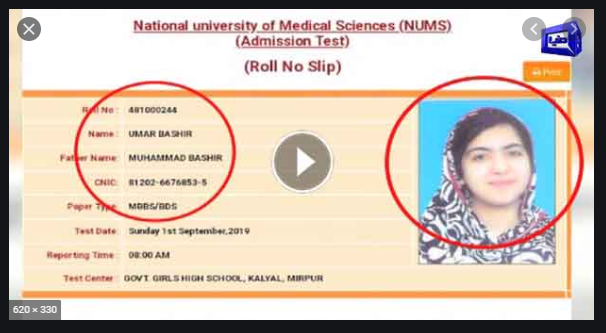 National university of Medical Sciences (NUMS)
(Admission Test)
(Roll No Slip)
Print
Roll No : 481000244
Name : UMAR BASHIR
Father Name: MUHAMMAD BASHIR
CNIC: 81202-6676853-5
Paper Type MBBS/BDS
Test Date Sunday 1st September,2019
Reporting Time : 08:00 AM
Test Center : GOVT. GIRLS HIGH SCHOOL, KALYAL, MIRPUR
620 × 330